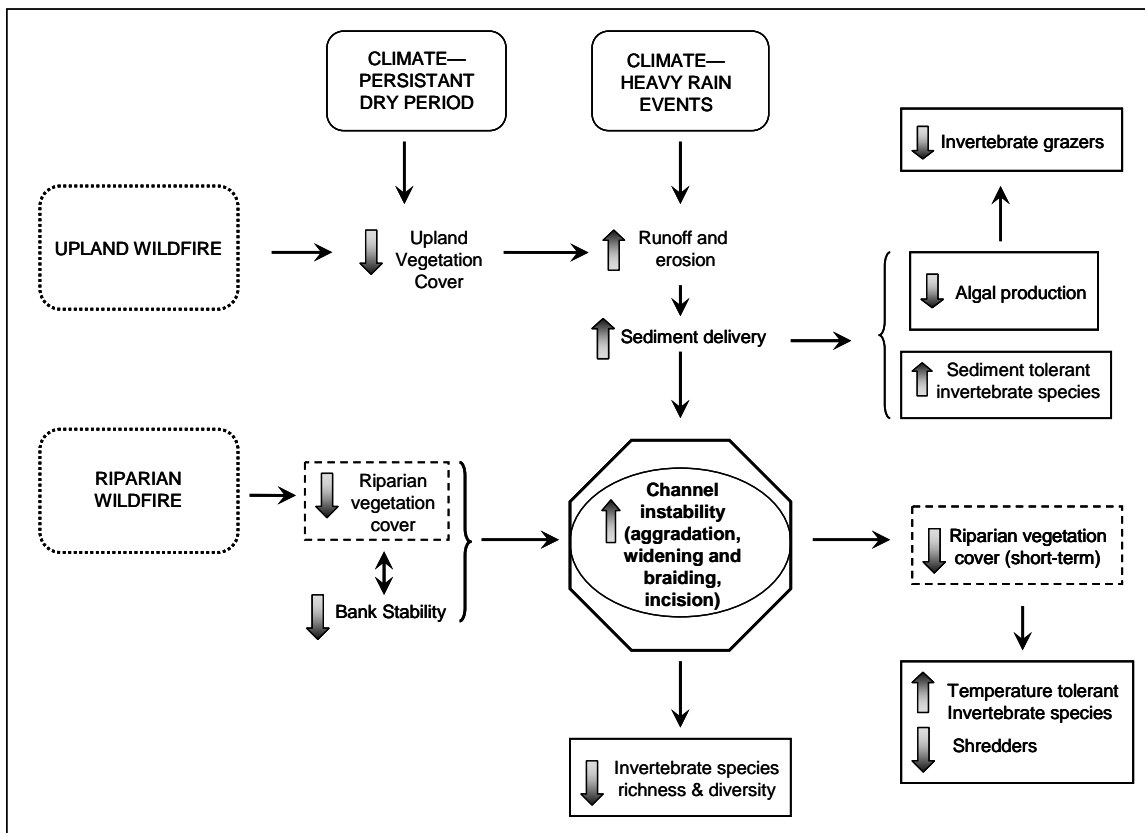 CLIMATE—
PERSISTANT
DRY PERIOD
CLIMATE—
HEAVY RAIN
EVENTS
Invertebrate grazers
UPLAND WILDFIRE
Upland
Vegetation
Cover
Runoff and
erosion
Algal production
Sediment delivery
Sediment tolerant
invertebrate species
RIPARIAN
WILDFIRE
Riparian
vegetation
cover
Bank Stability
Channel
instability
(aggradation,
widening and
braiding,
incision)
Riparian vegetation
cover (short-term)
Temperature tolerant
Invertebrate species
Shredders
Invertebrate species
richness & diversity